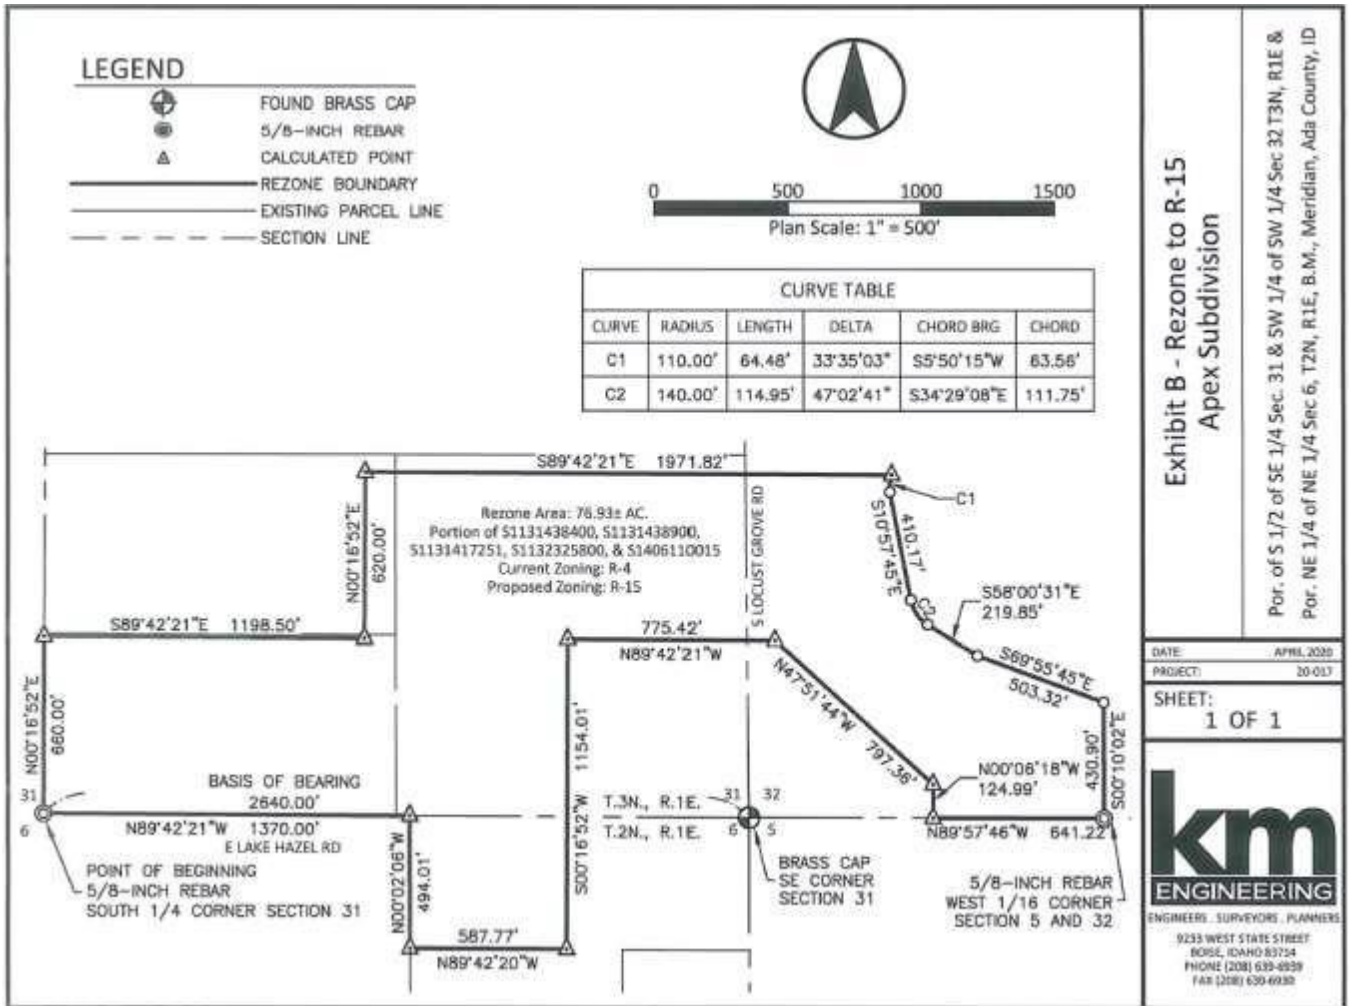 LEGEND
FOUND BRASS CAP
5/8-INCH REBAR
CALCULATED POINT
REZONE BOUNDARY
EXISTING PARCEL LINE
SECTION LINE
0 500 1000 1500
Plan Scale: 1" = 500'
CURVE TABLE
CURVE RADIUS LENGTH DELTA CHORD BRG CHORD
C1 110.00' 64.48' 33°35'03" S5°50'15"W 63.56'
C2 140.00' 114.95' 47°02'41" S34°29'08"E 111.75'
S89°42'21"E 1971.82'
C1
N00°16'52"E
620.00'
Rezone Area: 76.93± AC.
Portion of S1131438400, S1131438900,
S1131417251, S1132325800, & S1406110015
Current Zoning: R-4
Proposed Zoning: R-15
S LOCUST GROVE RD
410.17'
S10°57'45"E
C2
S58°00'31"E
219.85'
S69°55'45"E
503.32'
S89°42'21"E 1198.50'
775.42'
N89°42'21"W
N47°51'44"W
797.36'
N00°16'52"E
660.00'
S00°16'52"W 1154.01'
N00°06'18"W
124.99'
430.90'
S00°10'02"E
BASIS OF BEARING
2640.00'
31
6
N89°42'21"W 1370.00'
E LAKE HAZEL RD
T.3N., R.1E.
T.2N., R.1E.
31 32
6 5
N89°57'46"W 641.22'
POINT OF BEGINNING
5/8-INCH REBAR
SOUTH 1/4 CORNER SECTION 31
N00°02'06"W
494.01'
587.77'
N89°42'20"W
BRASS CAP
SE CORNER
SECTION 31
5/8-INCH REBAR
WEST 1/16 CORNER
SECTION 5 AND 32
Exhibit B - Rezone to R-15
Apex Subdivision
Por. of S 1/2 of SE 1/4 Sec. 31 & SW 1/4 of SW 1/4 Sec 32 T3N, R1E &
Por. NE 1/4 of NE 1/4 Sec 6, T2N, R1E, B.M., Meridian, Ada County, ID
DATE: APRIL 2020
PROJECT: 20-017
SHEET:
1 OF 1
km
ENGINEERING
ENGINEERS . SURVEYORS . PLANNERS
9233 WEST STATE STREET
BOISE, IDAHO 83714
PHONE (208) 639-6939
FAX (208) 639-6930